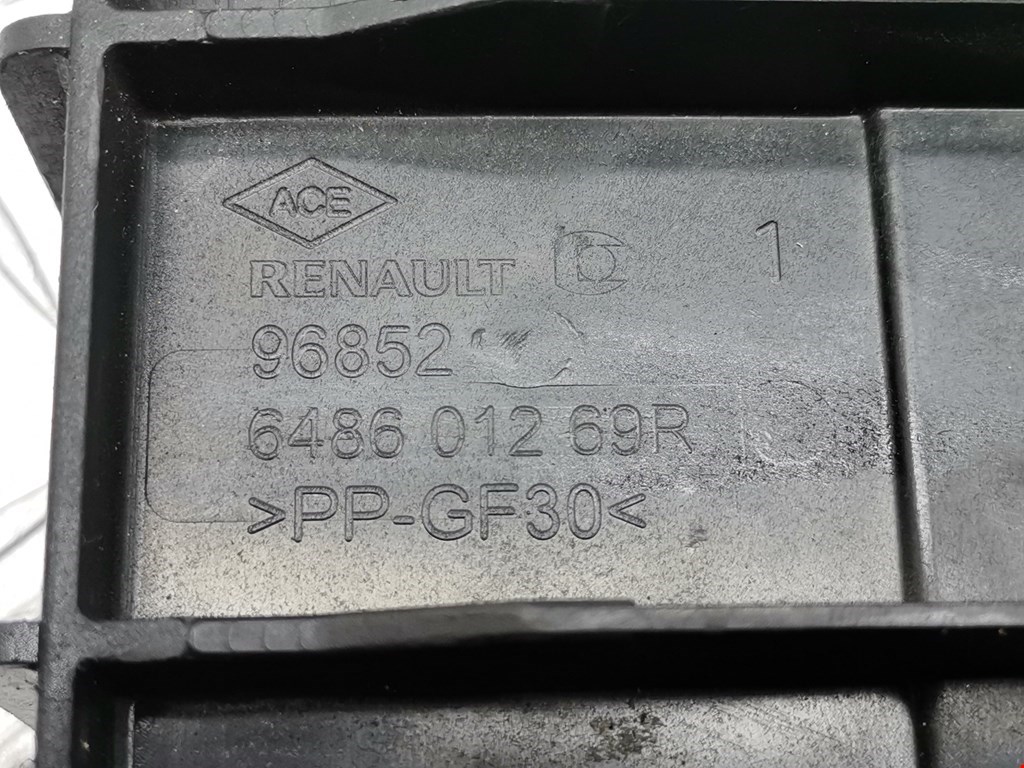 ACE
RENAULT 1
96852
6486 012 69R
>PP-GF30<